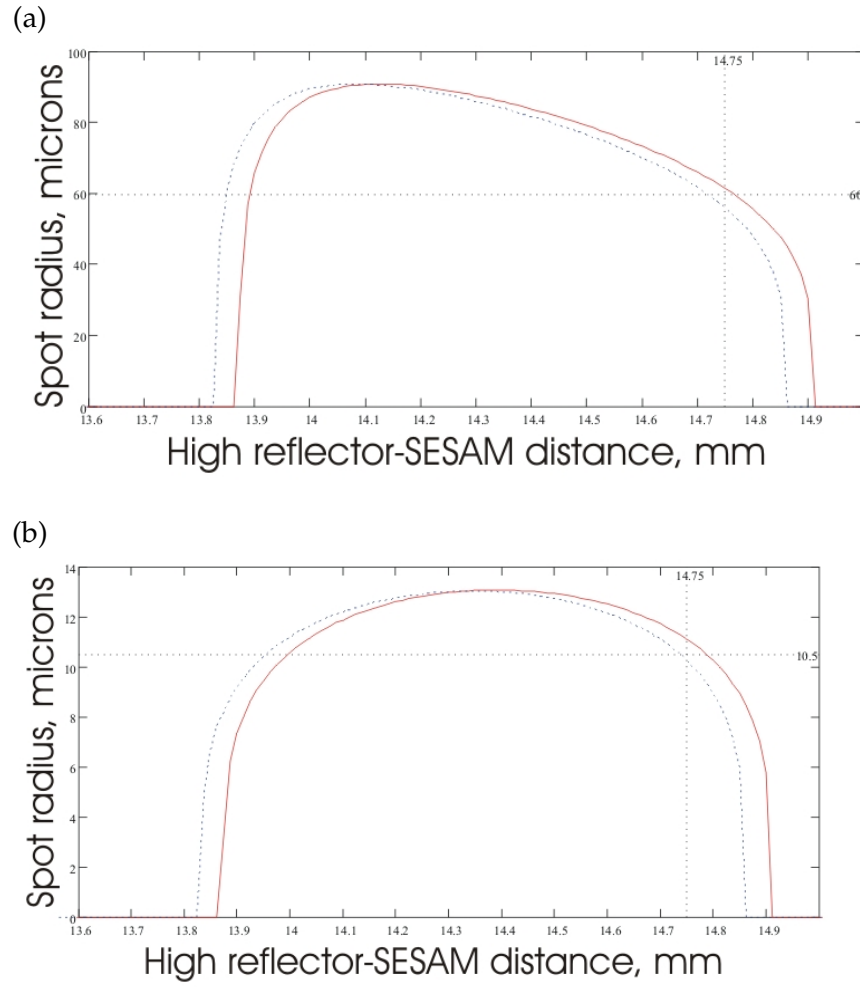 (a)
Spot radius, microns
100
80
60
40
20
0
14.75
60
13.6 13.7 13.8 13.9 14 14.1 14.2 14.3 14.4 14.5 14.6 14.7 14.8 14.9
High reflector-SESAM distance, mm
(b)
Spot radius, microns
14
12
10
8
6
4
2
0
14.75
10.5
13.6 13.7 13.8 13.9 14 14.1 14.2 14.3 14.4 14.5 14.6 14.7 14.8 14.9
High reflector-SESAM distance, mm